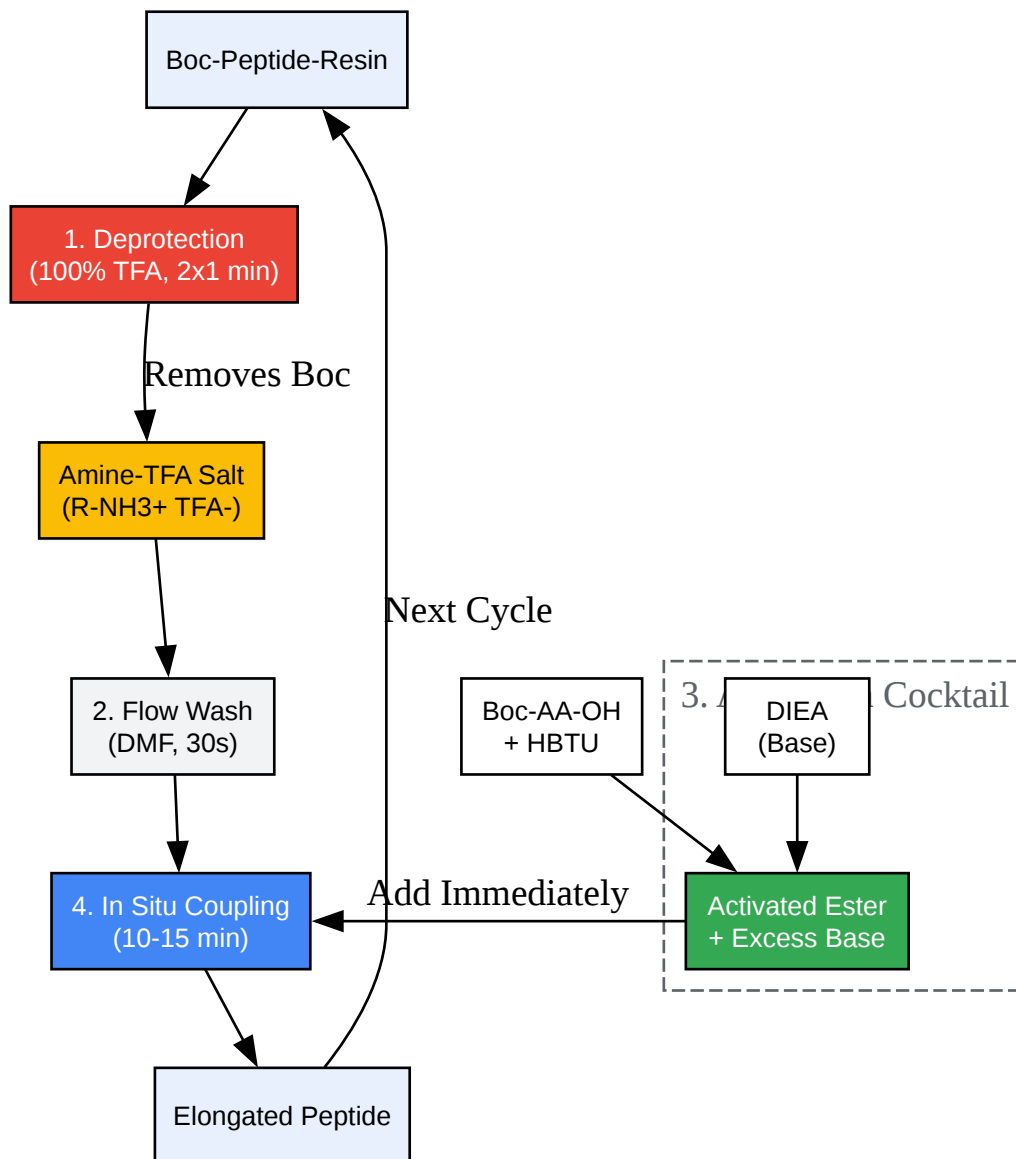 Boc-Peptide-Resin
1. Deprotection
(100% TFA, 2x1 min)
Removes Boc
Amine-TFA Salt
(R-NH3+ TFA-)
Next Cycle
2. Flow Wash
(DMF, 30s)
Boc-AA-OH
+ HBTU
3. Cocktail
DIEA
(Base)
4. In Situ Coupling
(10-15 min)
Add Immediately
Activated Ester
+ Excess Base
Elongated Peptide